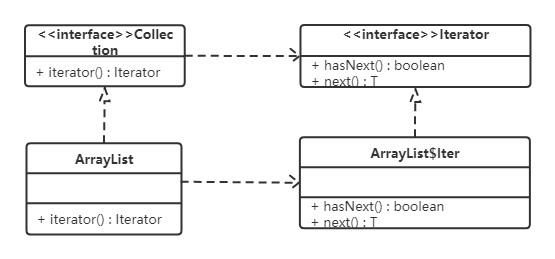 <<interface>>Collec
tion
+ iterator() : Iterator
<<interface>>Iterator
+ hasNext() : boolean
+ next() : T
ArrayList
+ iterator() : Iterator
ArrayList$Iter
+ hasNext() : boolean
+ next() : T